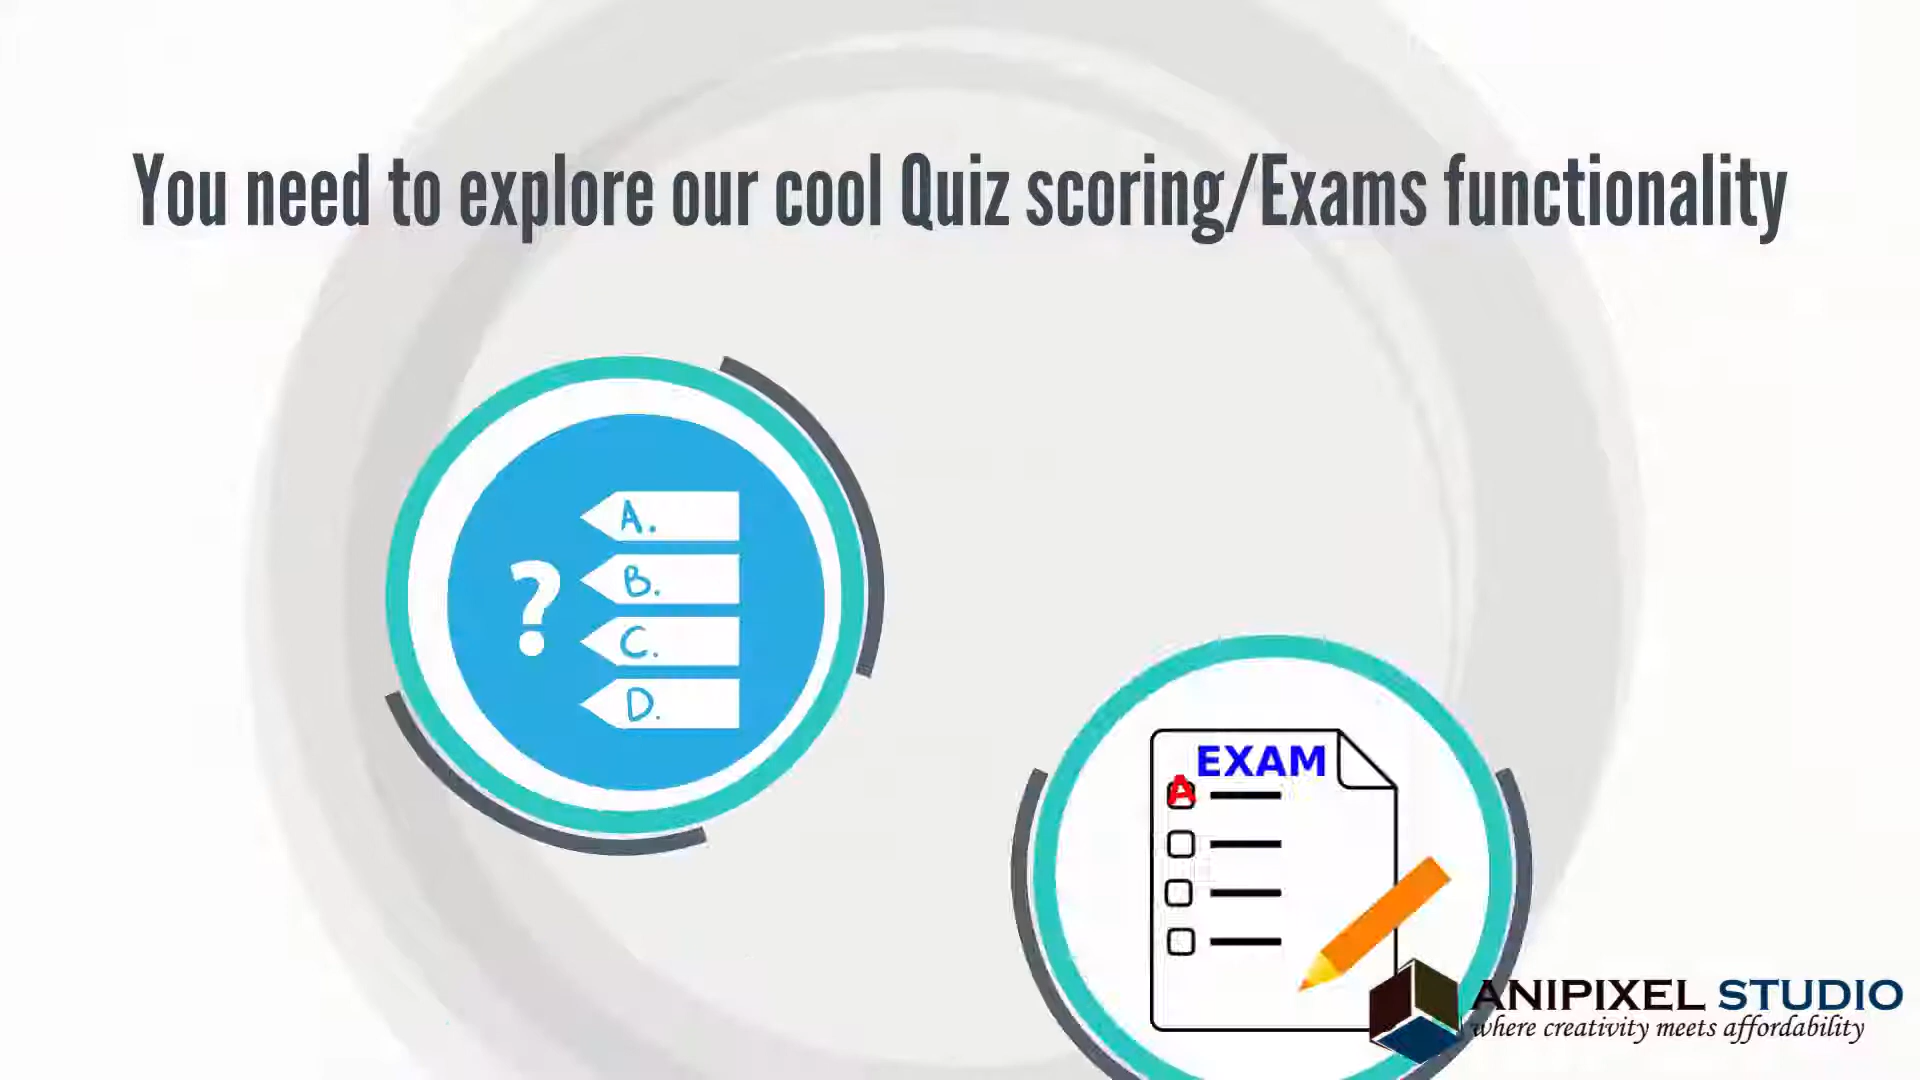 You need to explore our cool Quiz scoring/Exams functionality
?
A.
B.
C.
D.
EXAM
A
ANIPIXEL STUDIO
where creativity meets affordability